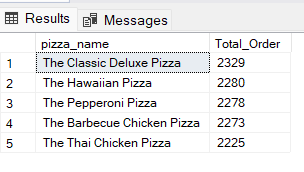 Results Messages
pizza_name Total_Order
1 The Classic Deluxe Pizza 2329
2 The Hawaiian Pizza 2280
3 The Pepperoni Pizza 2278
4 The Barbecue Chicken Pizza 2273
5 The Thai Chicken Pizza 2225